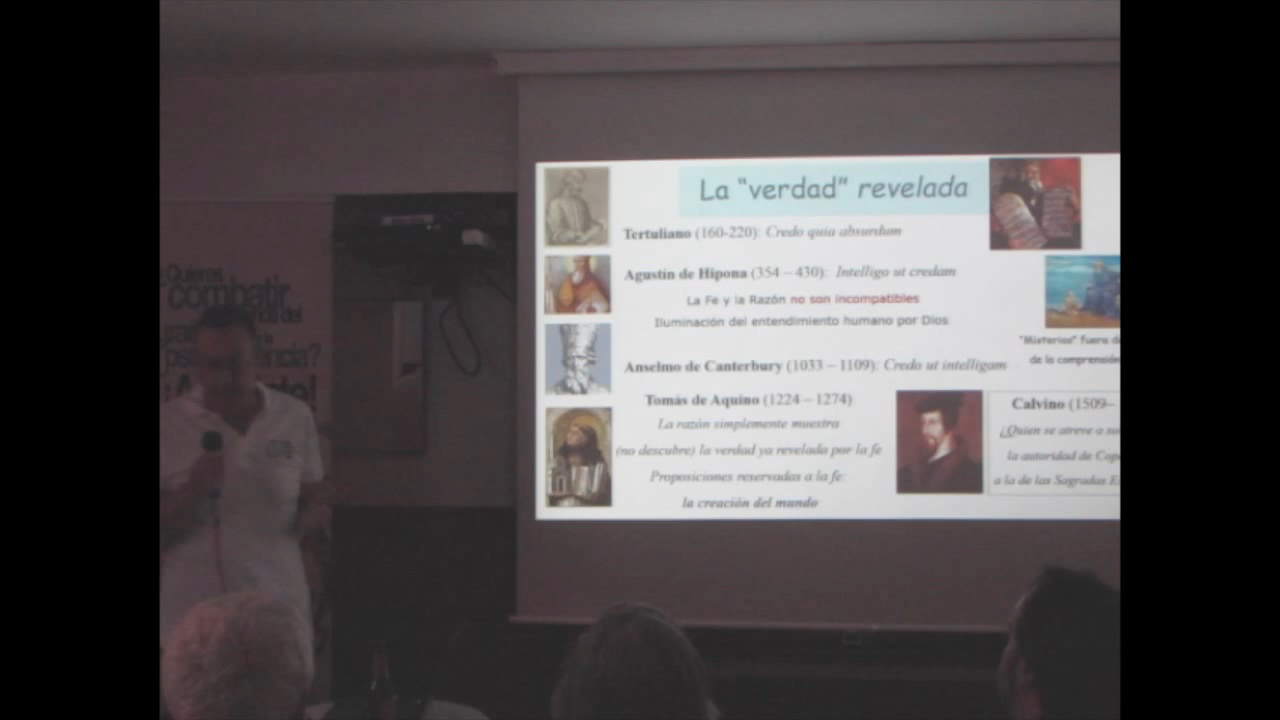 La "verdad" revelada
Tertuliano (160-220): Credo quia absurdum
Agustín de Hipona (354 – 430): Intelligo ut credam
La Fe y la Razón no son incompatibles
Iluminación del entendimiento humano por Dios
"Misterios" fuera
de la comprensión
Anselmo de Canterbury (1033 – 1109): Credo ut intelligam
Tomás de Aquino (1224 – 1274)
La razón simplemente muestra
(no descubre) la verdad ya revelada por la fe
Proposiciones reservadas a la fe:
la creación del mundo
Calvino (1509–
¿Quien se atreve a
la autoridad de
a la de las Sagradas
¿Quieres
combatir